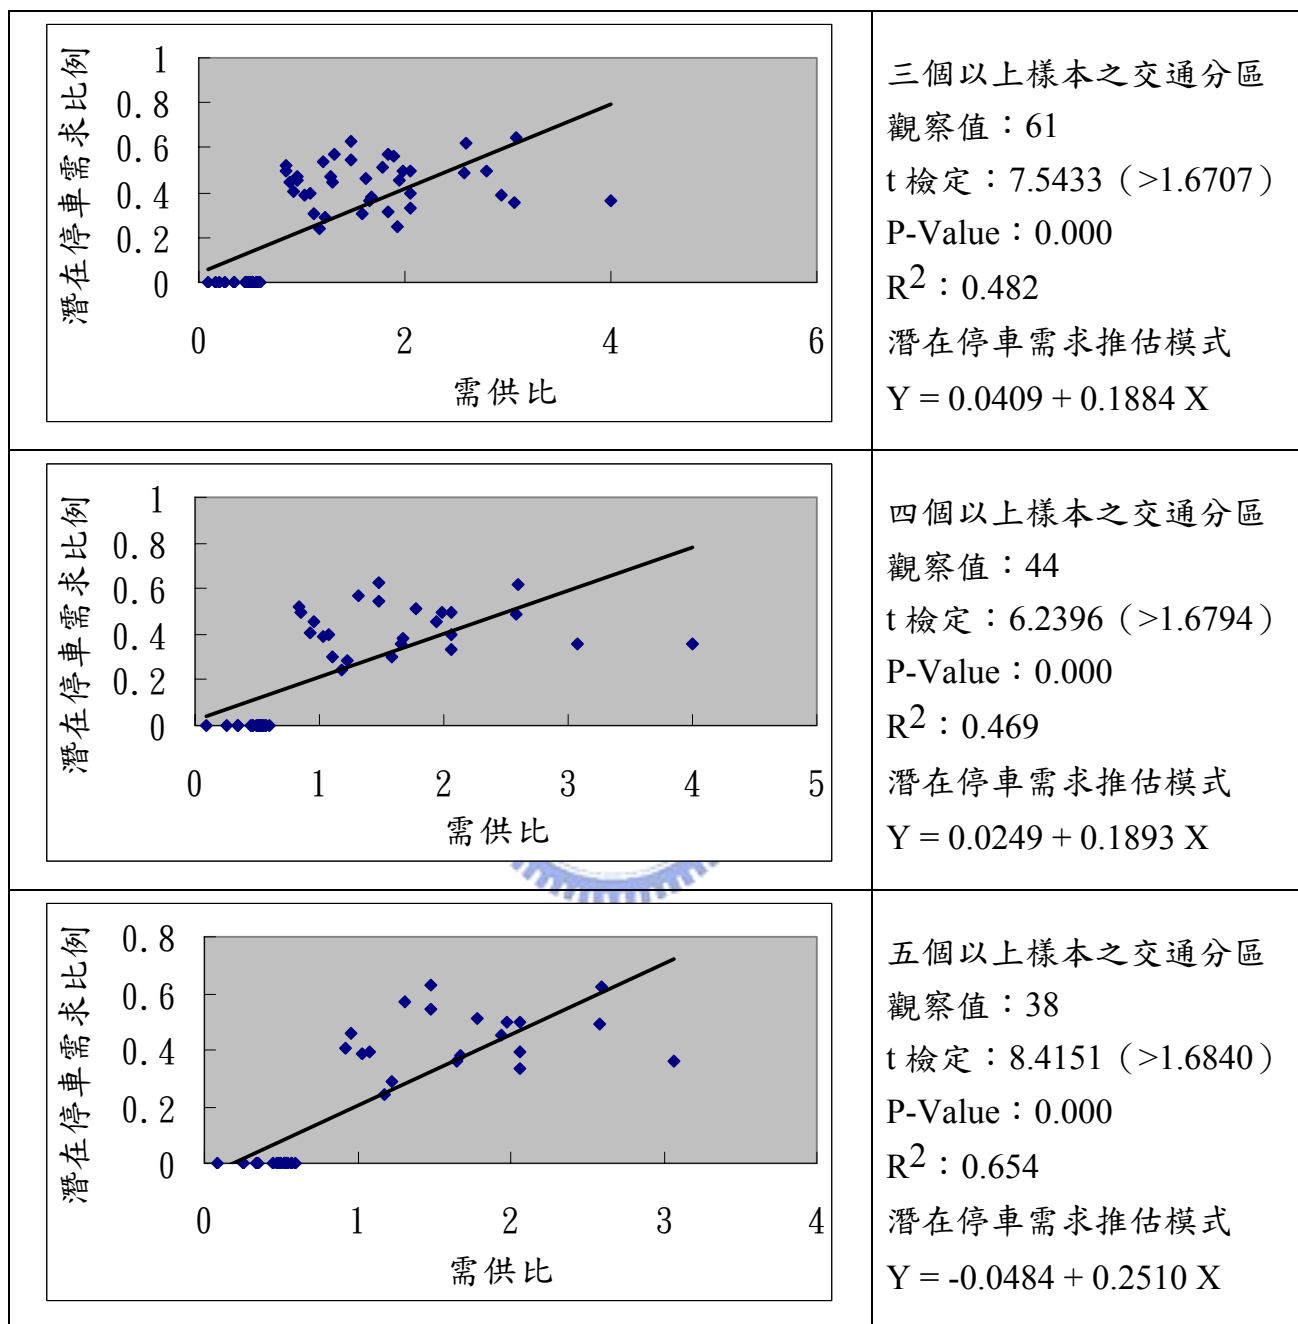 潛在停車需求比例
1
0.8
0.6
0.4
0.2
0
0 2 4 6
需供比
三個以上樣本之交通分區
觀察值：61
t 檢定：7.5433（>1.6707）
P-Value：0.000
R2：0.482
潛在停車需求推估模式
Y = 0.0409 + 0.1884 X
潛在停車需求比例
1
0.8
0.6
0.4
0.2
0
0 1 2 3 4 5
需供比
四個以上樣本之交通分區
觀察值：44
t 檢定：6.2396（>1.6794）
P-Value：0.000
R2：0.469
潛在停車需求推估模式
Y = 0.0249 + 0.1893 X
潛在停車需求比例
0.8
0.6
0.4
0.2
0
0 1 2 3 4
需供比
五個以上樣本之交通分區
觀察值：38
t 檢定：8.4151（>1.6840）
P-Value：0.000
R2：0.654
潛在停車需求推估模式
Y = -0.0484 + 0.2510 X